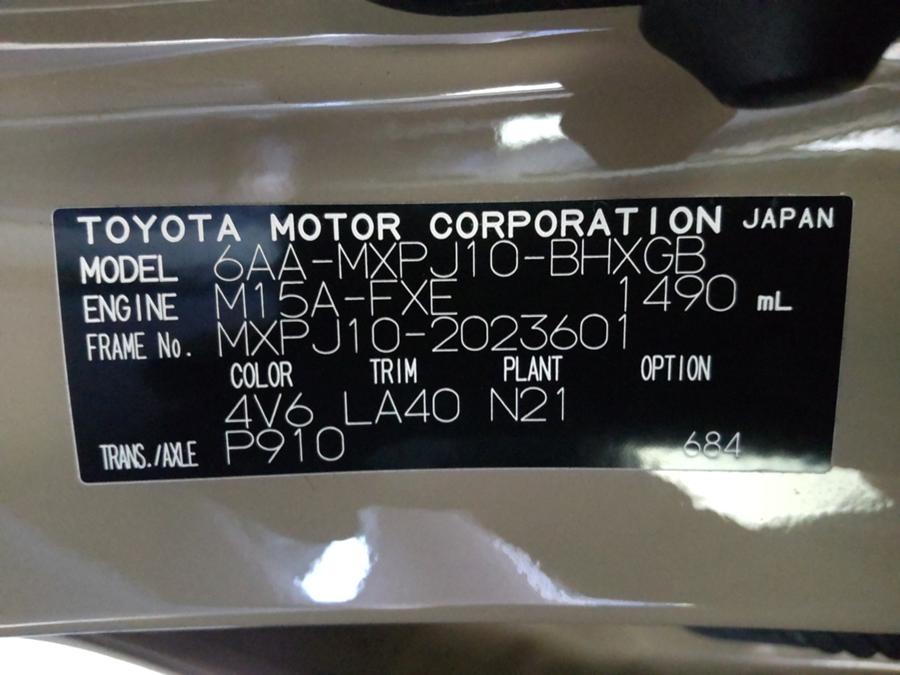 TOYOTA MOTOR CORPORATION JAPAN
MODEL 6AA-MXPJ10-BHXGB
ENGINE M15A-FXE 1490 mL
FRAME No. MXPJ10-2023601
COLOR TRIM PLANT OPTION
4V6 LA40 N21
TRANS./AXLE P910 684